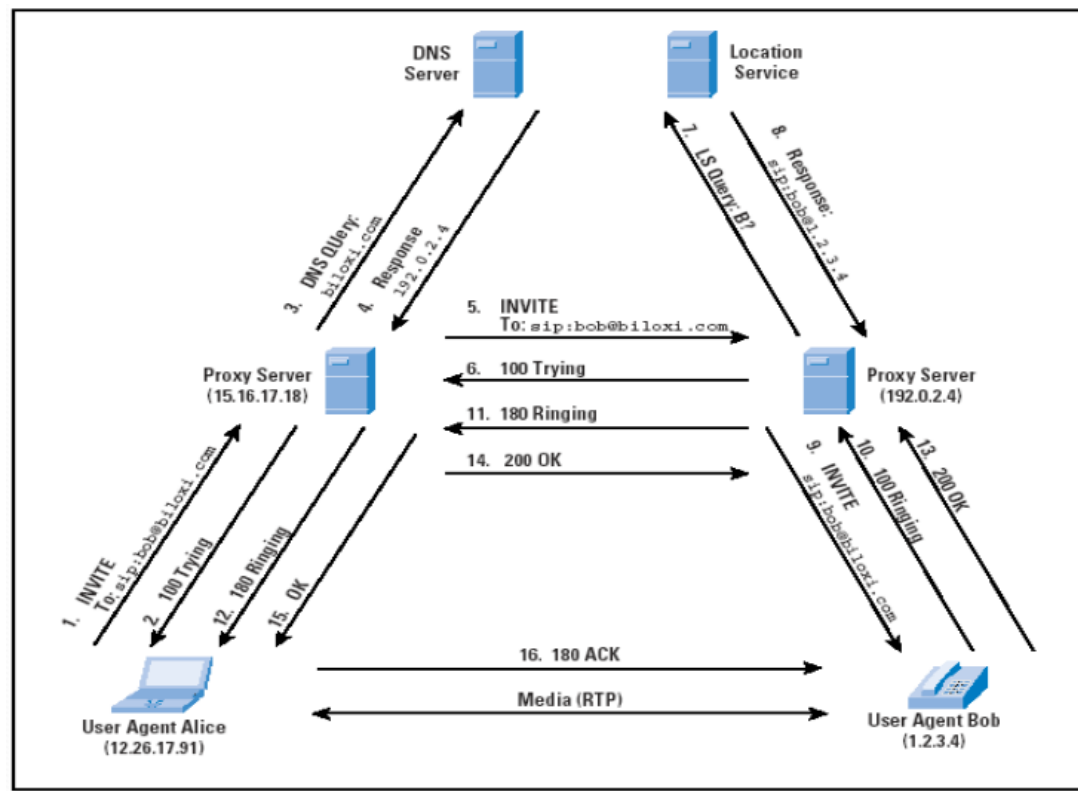 DNS
Server
Location
Service
3. DNS QUery:
biloxi.com
4. Response
192.0.2.4
7. LS Query: B?
8. Response:
sip:bob@1.2.3.4
5. INVITE
To: sip:bob@biloxi.com
6. 100 Trying
11. 180 Ringing
14. 200 OK
Proxy Server
(15.16.17.18)
Proxy Server
(192.0.2.4)
1. INVITE
To: sip:bob@biloxi.com
2. 100 Trying
12. 180 Ringing
15. OK
9. INVITE
sip:bob@biloxi.com
10. 100 Ringing
13. 200 OK
16. 180 ACK
Media (RTP)
User Agent Alice
(12.26.17.91)
User Agent Bob
(1.2.3.4)